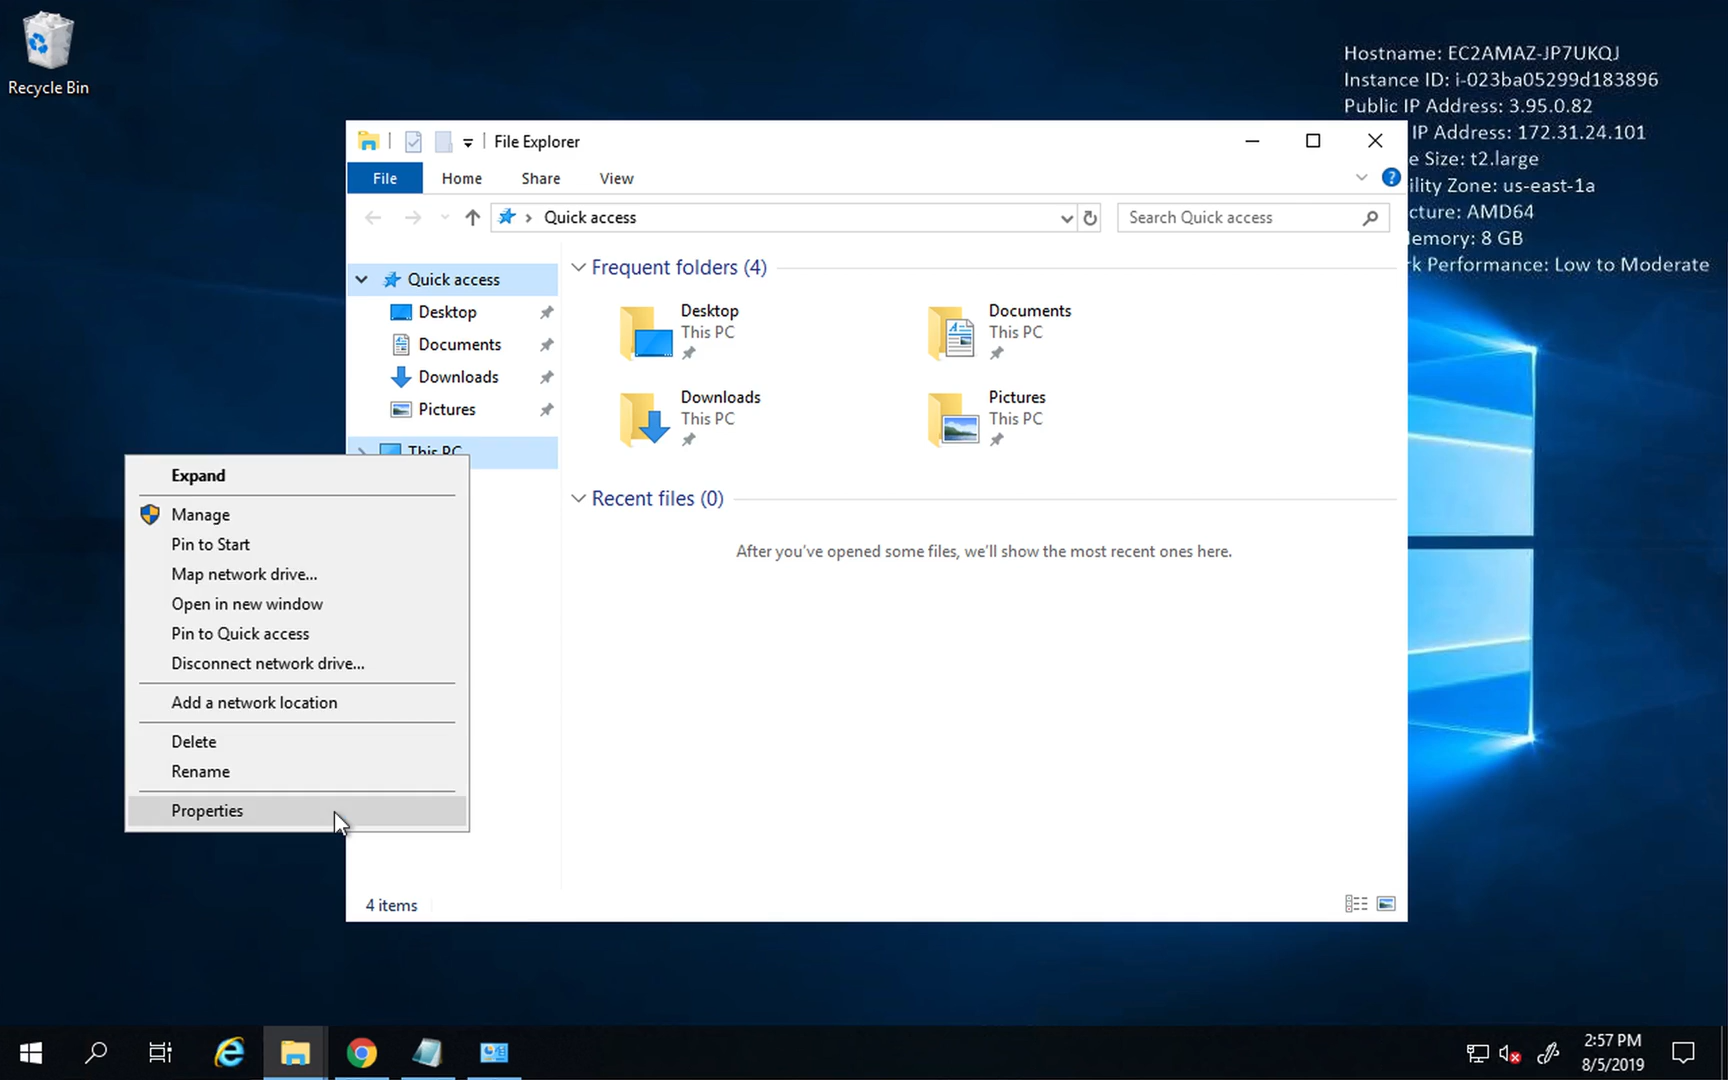 Recycle Bin
Hostname: EC2AMAZ-JP7UKQJ
Instance ID: i-023ba05299d183896
Public IP Address: 3.95.0.82
IP Address: 172.31.24.101
e Size: t2.large
ility Zone: us-east-1a
cture: AMD64
emory: 8 GB
rk Performance: Low to Moderate
File Explorer
File Home Share View
Quick access
Search Quick access
Quick access
Desktop
Documents
Downloads
Pictures
This PC
Frequent folders (4)
Desktop
This PC
Documents
This PC
Downloads
This PC
Pictures
This PC
Recent files (0)
After you've opened some files, we'll show the most recent ones here.
Expand
Manage
Pin to Start
Map network drive...
Open in new window
Pin to Quick access
Disconnect network drive...
Add a network location
Delete
Rename
Properties
4 items
2:57 PM
8/5/2019